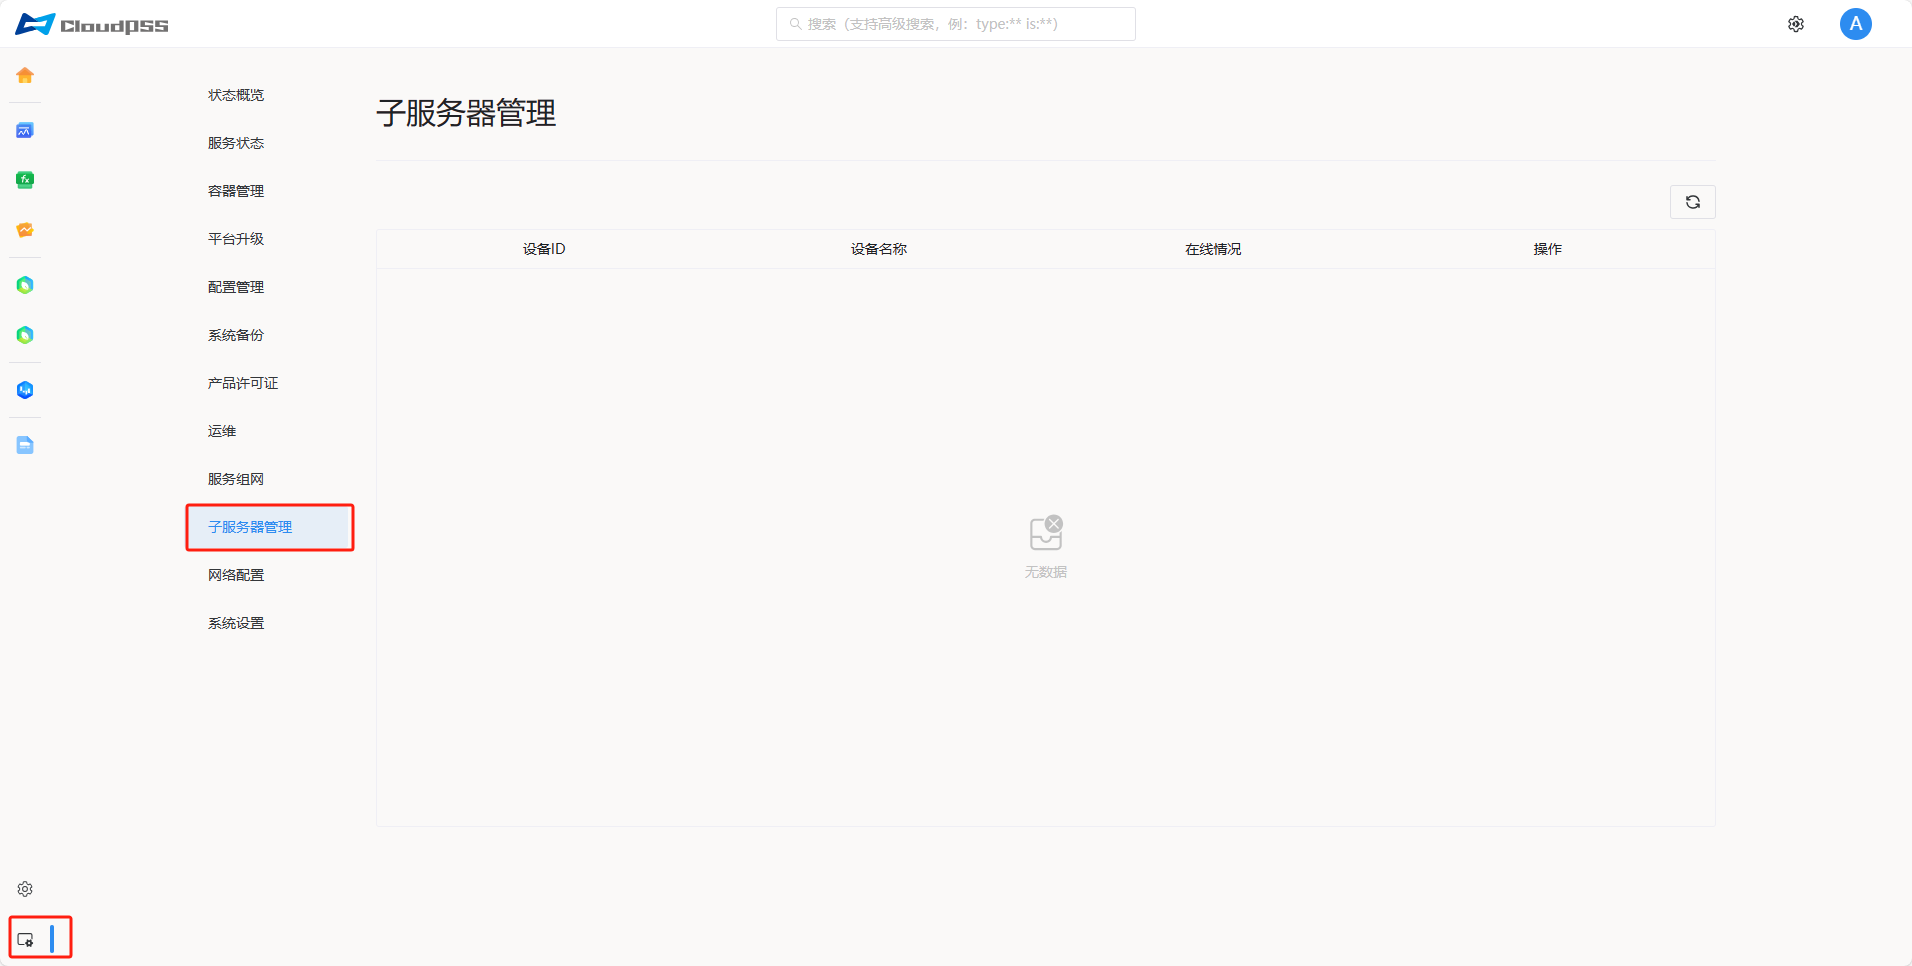 CloudPSS
搜索（支持高级搜索，例：type:** is:**）
A
状态概览
服务状态
容器管理
平台升级
配置管理
系统备份
产品许可证
运维
服务组网
子服务器管理
网络配置
系统设置
子服务器管理
设备ID 设备名称 在线情况 操作
无数据